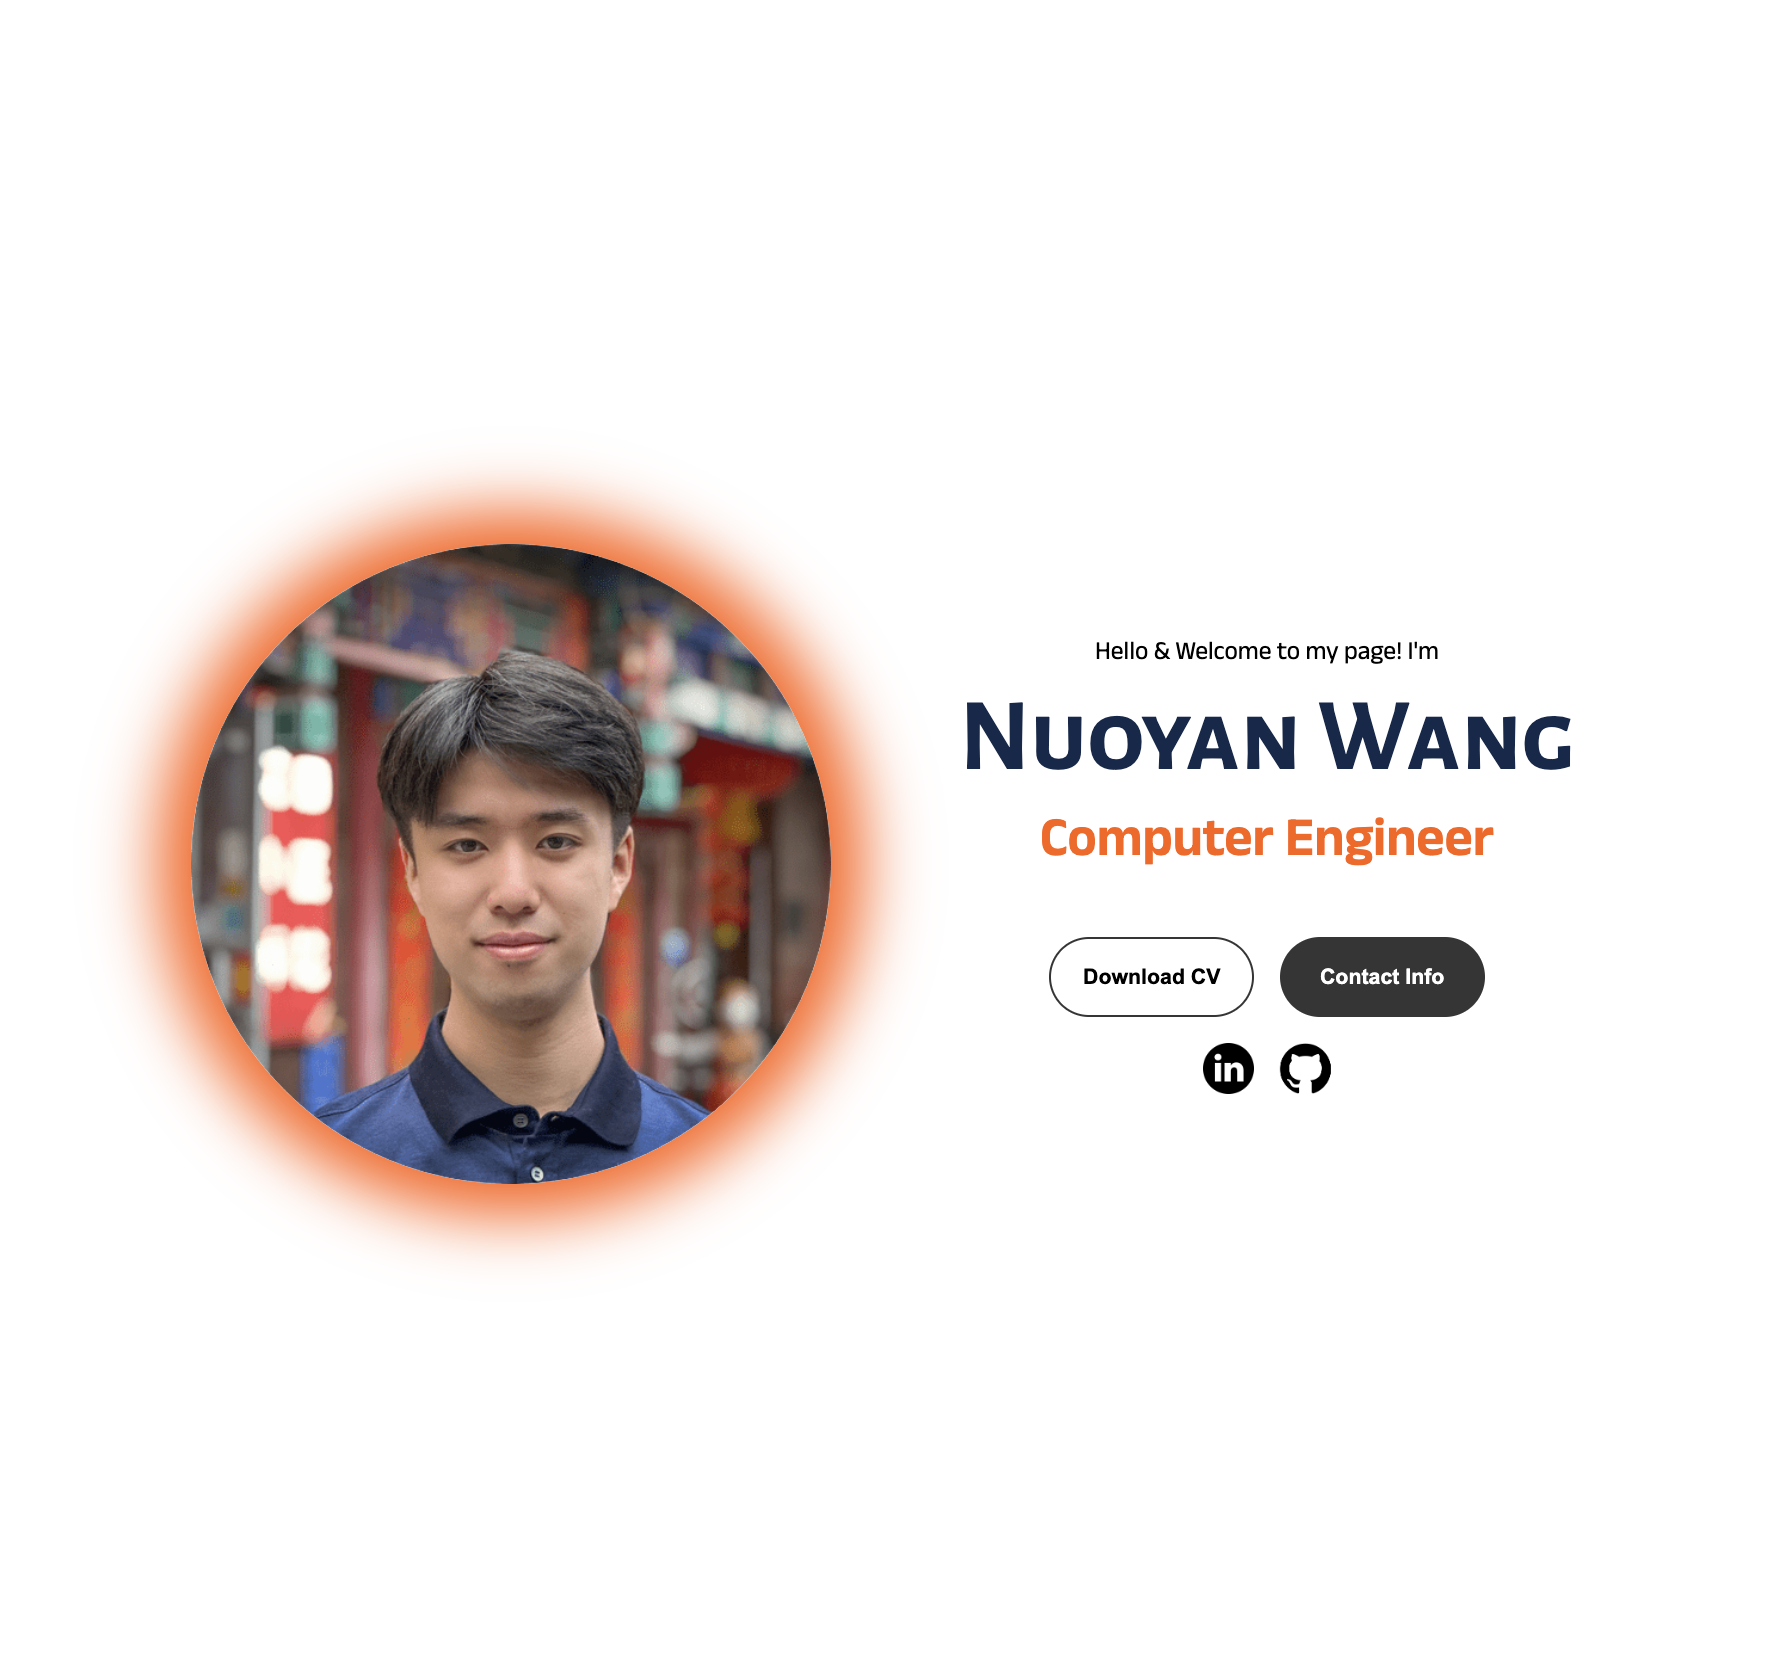 Hello & Welcome to my page! I'm
Nuoyan Wang
Computer Engineer
Download CV
Contact Info
in